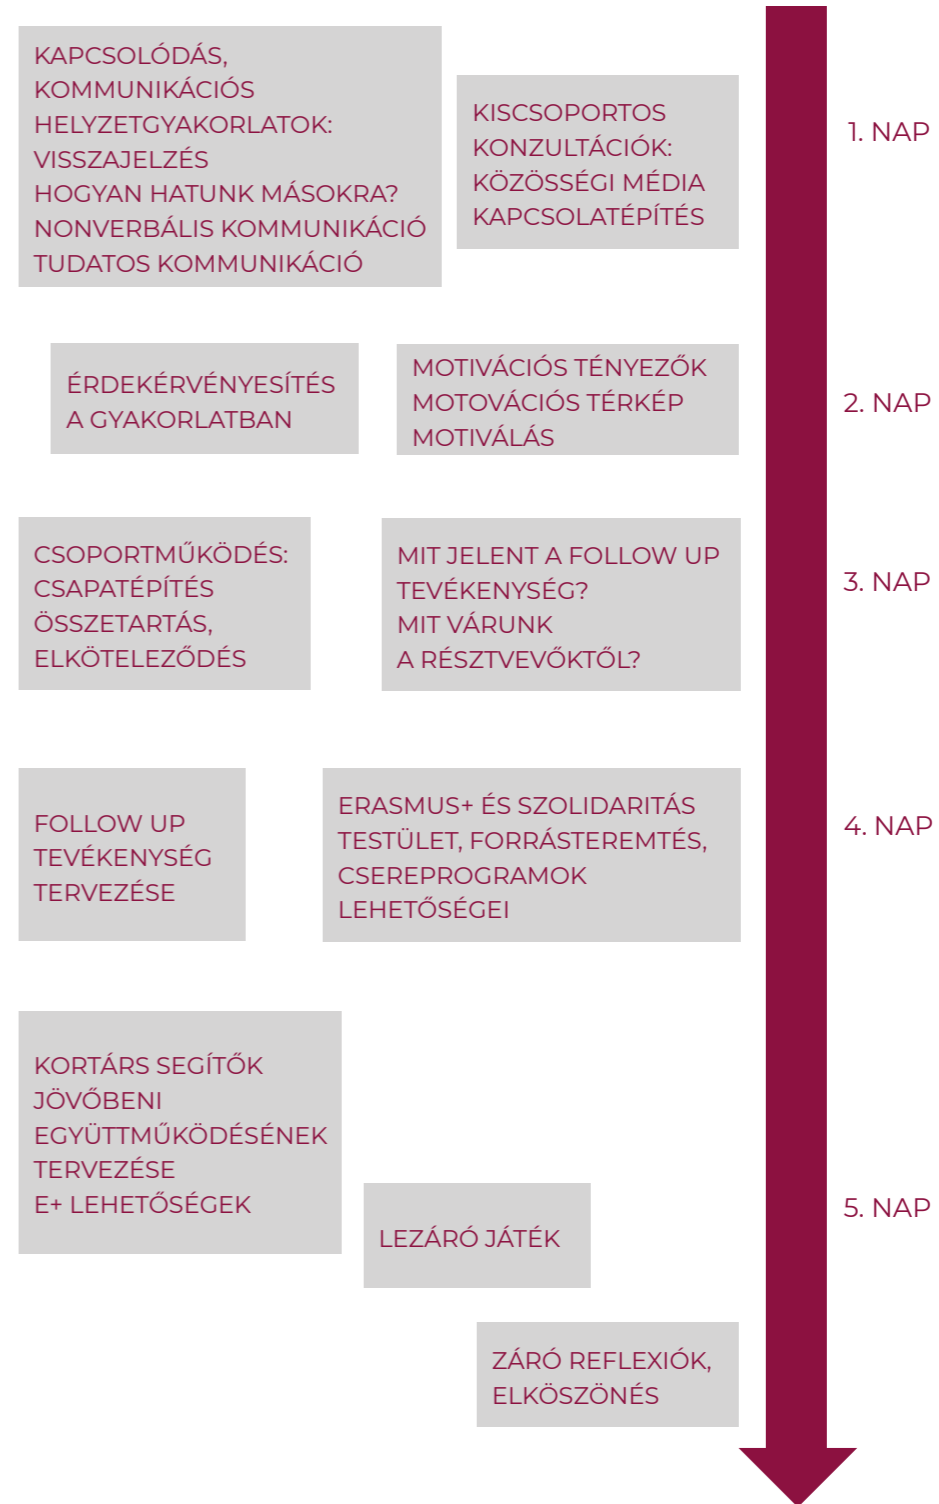 KAPCSOLÓDÁS,
KOMMUNIKÁCIÓS
HELYZETGYAKORLATOK:
VISSZAJELZÉS
HOGYAN HATUNK MÁSOKRA?
NONVERBÁLIS KOMMUNIKÁCIÓ
TUDATOS KOMMUNIKÁCIÓ
KISCSOPORTOS
KONZULTÁCIÓK:
KÖZÖSSÉGI MÉDIA
KAPCSOLATÉPÍTÉS
1. NAP
ÉRDEKÉRVÉNYESÍTÉS
A GYAKORLATBAN
MOTIVÁCIÓS TÉNYEZŐK
MOTOVÁCIÓS TÉRKÉP
MOTIVÁLÁS
2. NAP
CSOPORTMŰKÖDÉS:
CSAPATÉPÍTÉS
ÖSSZETARTÁS,
ELKÖTELEZŐDÉS
MIT JELENT A FOLLOW UP
TEVÉKENYSÉG?
MIT VÁRUNK
A RÉSZTVEVŐKTŐL?
3. NAP
FOLLOW UP
TEVÉKENYSÉG
TERVEZÉSE
ERASMUS+ ÉS SZOLIDARITÁS
TESTÜLET, FORRÁSTEREMTÉS,
CSEREPROGRAMOK
LEHETŐSÉGEI
4. NAP
KORTÁRS SEGÍTŐK
JÖVŐBENI
EGYÜTTMŰKÖDÉSÉNEK
TERVEZÉSE
E+ LEHETŐSÉGEK
LEZÁRÓ JÁTÉK
ZÁRÓ REFLEXIÓK,
ELKÖSZÖNÉS
5. NAP